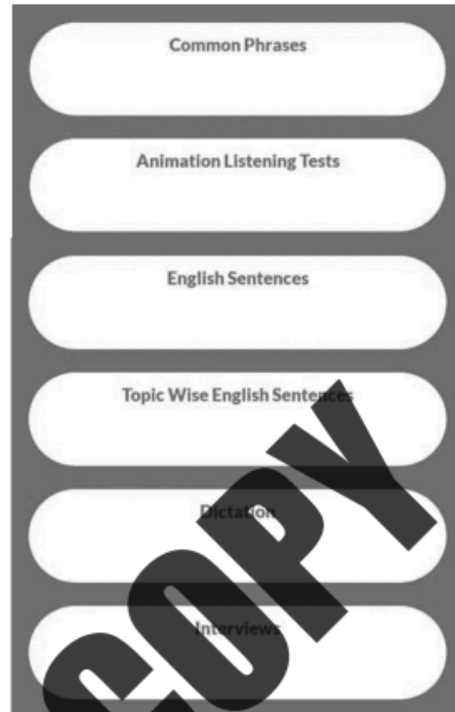 Common Phrases
Animation Listening Tests
English Sentences
Topic Wise English Sentences
Dictation
Interviews
COPY